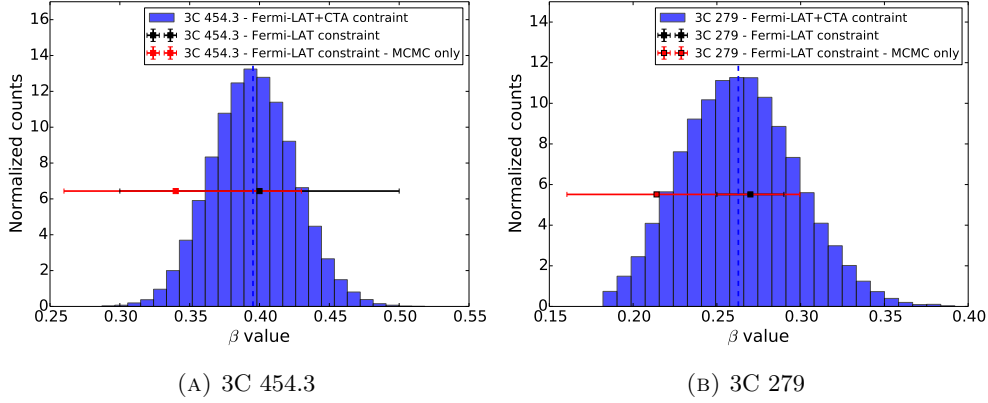 3C 454.3 - Fermi-LAT+CTA contraint
3C 454.3 - Fermi-LAT constraint
3C 454.3 - Fermi-LAT constraint - MCMC only
Normalized counts
16
14
12
10
8
6
4
2
0
0.25 0.30 0.35 0.40 0.45 0.50 0.55
β value
(A) 3C 454.3
3C 279 - Fermi-LAT+CTA contraint
3C 279 - Fermi-LAT constraint
3C 279 - Fermi-LAT constraint - MCMC only
Normalized counts
14
12
10
8
6
4
2
0
0.15 0.20 0.25 0.30 0.35 0.40
β value
(B) 3C 279